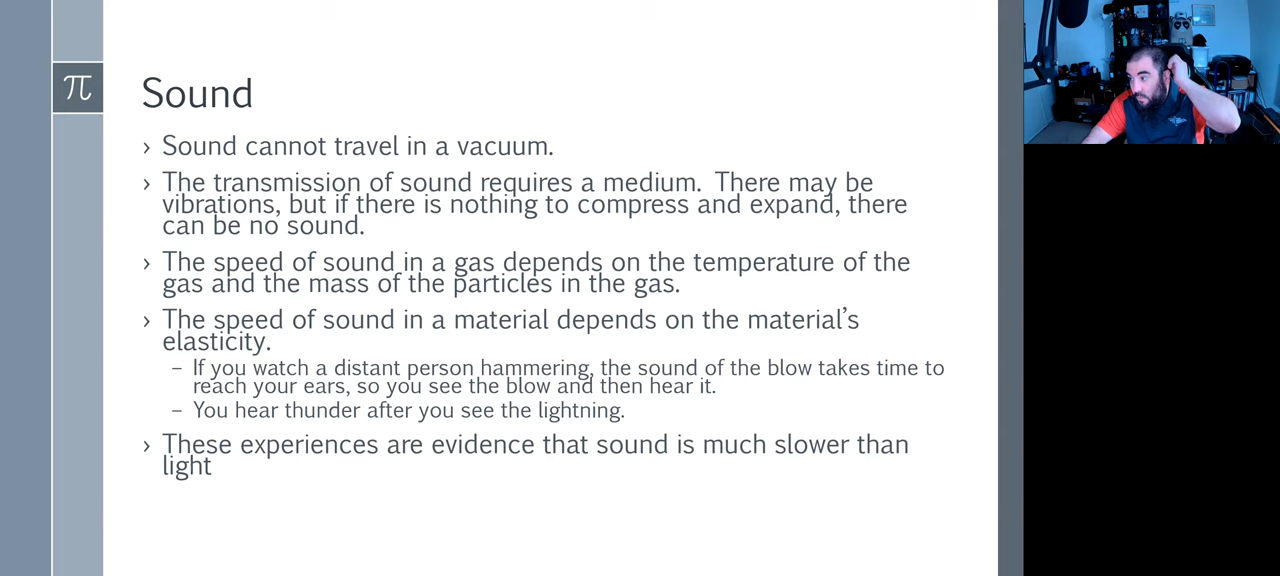 π
Sound
› Sound cannot travel in a vacuum.
› The transmission of sound requires a medium. There may be
vibrations, but if there is nothing to compress and expand, there
can be no sound.
› The speed of sound in a gas depends on the temperature of the
gas and the mass of the particles in the gas.
› The speed of sound in a material depends on the material’s
elasticity.
– If you watch a distant person hammering, the sound of the blow takes time to
reach your ears, so you see the blow and then hear it.
– You hear thunder after you see the lightning.
› These experiences are evidence that sound is much slower than
light